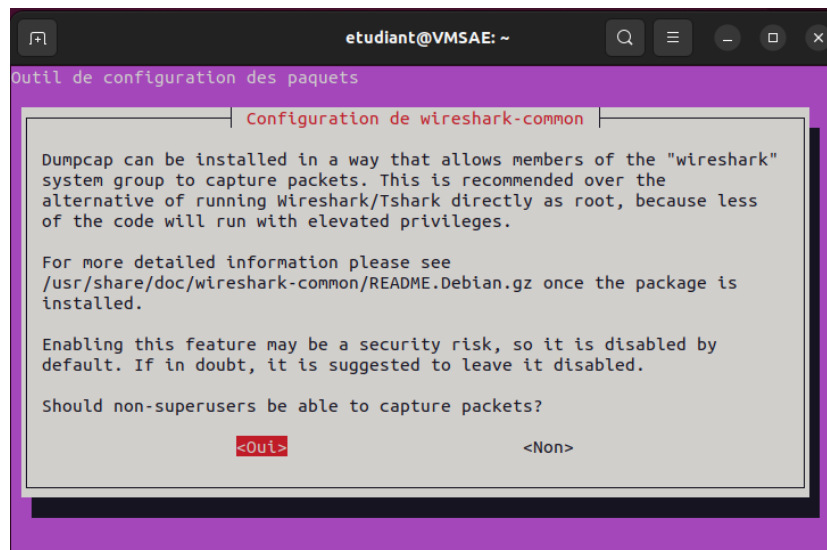 etudiant@VMSAE: ~
Outil de configuration des paquets
Configuration de wireshark-common
Dumpcap can be installed in a way that allows members of the "wireshark"
system group to capture packets. This is recommended over the
alternative of running Wireshark/Tshark directly as root, because less
of the code will run with elevated privileges.
For more detailed information please see
/usr/share/doc/wireshark-common/README.Debian.gz once the package is
installed.
Enabling this feature may be a security risk, so it is disabled by
default. If in doubt, it is suggested to leave it disabled.
Should non-superusers be able to capture packets?
<Oui> <Non>